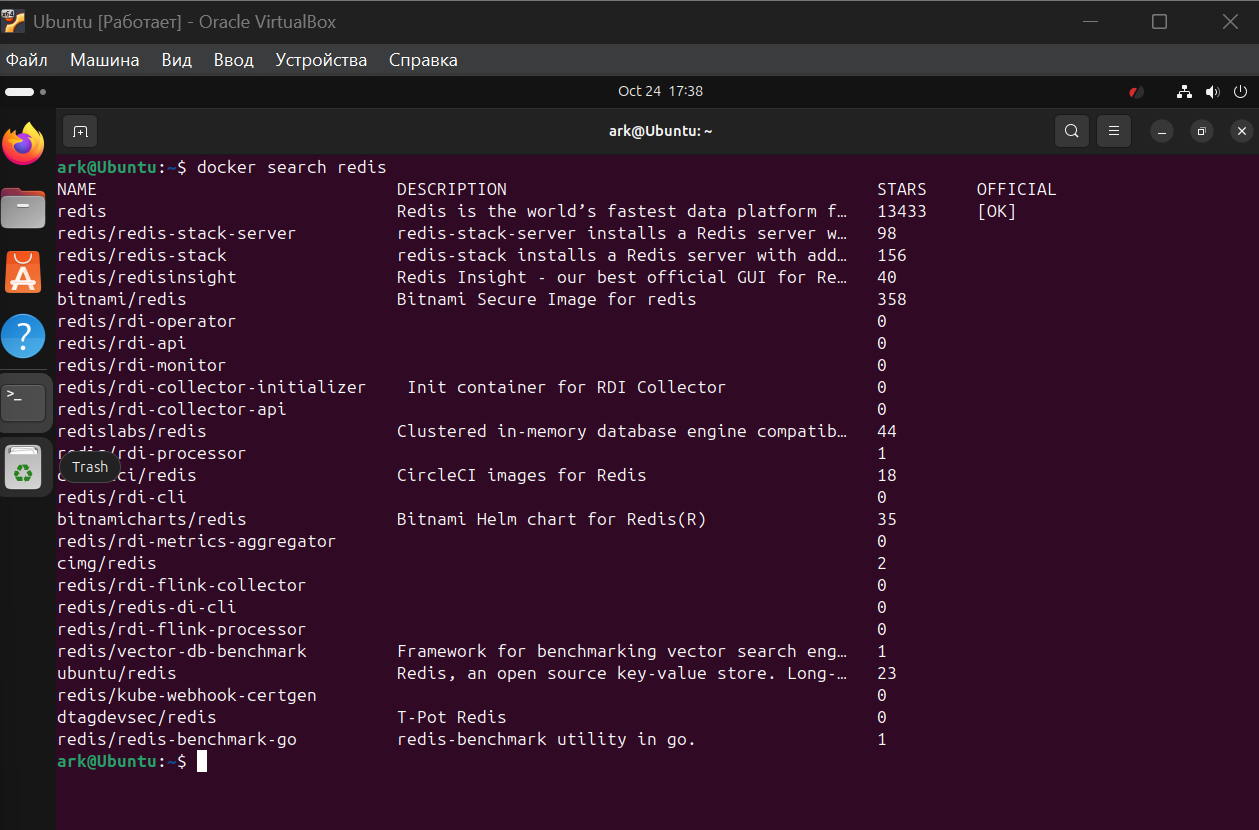 Ubuntu [Работает] - Oracle VirtualBox
Файл Машина Вид Ввод Устройства Справка
Oct 24 17:38
ark@Ubuntu: ~
ark@Ubuntu:~$ docker search redis
NAME DESCRIPTION STARS OFFICIAL
redis Redis is the world’s fastest data platform f… 13433 [OK]
redis/redis-stack-server redis-stack-server installs a Redis server w… 98
redis/redis-stack redis-stack installs a Redis server with add… 156
redis/redisinsight Redis Insight - our best official GUI for Re… 40
bitnami/redis Bitnami Secure Image for redis 358
redis/rdi-operator 0
redis/rdi-api 0
redis/rdi-monitor 0
redis/rdi-collector-initializer Init container for RDI Collector 0
redis/rdi-collector-api 0
redislabs/redis Clustered in-memory database engine compatib… 44
redis/rdi-processor 1
Trash
ci/redis CircleCI images for Redis 18
redis/rdi-cli 0
bitnamicharts/redis Bitnami Helm chart for Redis(R) 35
redis/rdi-metrics-aggregator 0
cimg/redis 2
redis/rdi-flink-collector 0
redis/redis-di-cli 0
redis/rdi-flink-processor 0
redis/vector-db-benchmark Framework for benchmarking vector search eng… 1
ubuntu/redis Redis, an open source key-value store. Long-… 23
redis/kube-webhook-certgen 0
dtagdevsec/redis T-Pot Redis 0
redis/redis-benchmark-go redis-benchmark utility in go. 1
ark@Ubuntu:~$